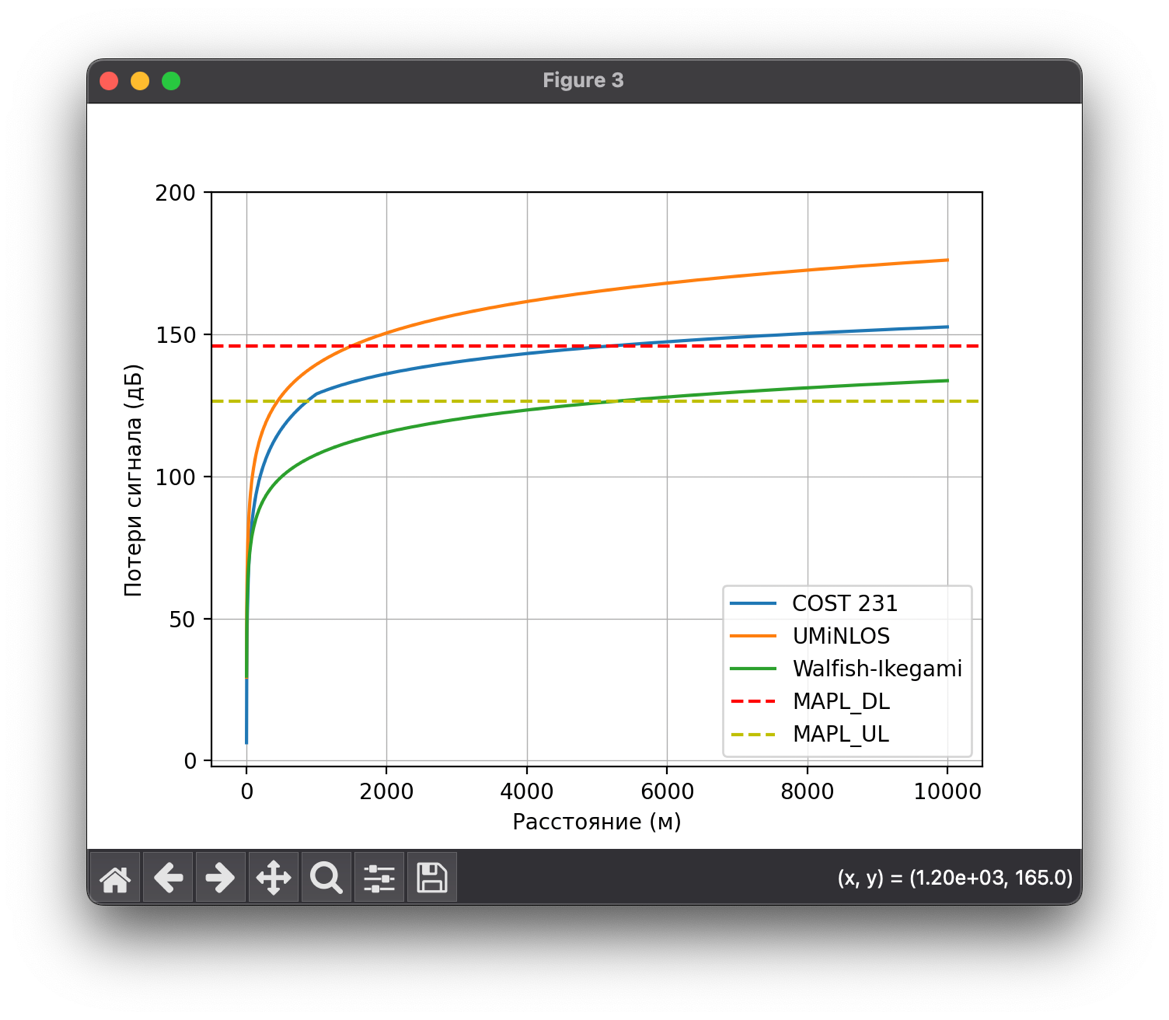 Figure 3
200
150
100
50
0
Потери сигнала (дБ)
COST 231
UMiNLOS
Walfish-Ikegami
MAPL_DL
MAPL_UL
0 2000 4000 6000 8000 10000
Расстояние (м)
(x, y) = (1.20e+03, 165.0)